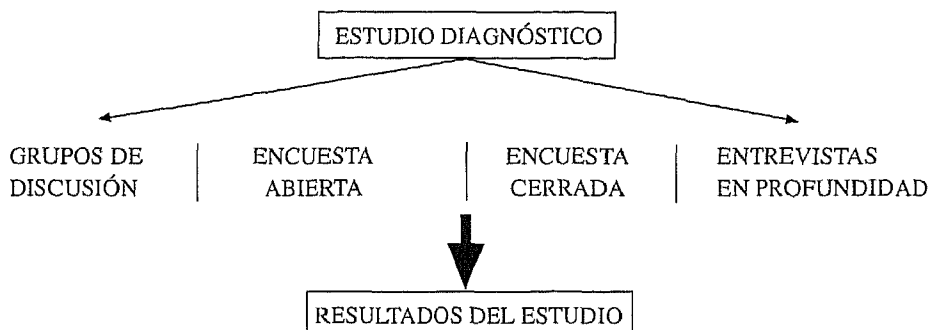 ESTUDIO DIAGNÓSTICO
GRUPOS DE DISCUSIÓN
ENCUESTA ABIERTA
ENCUESTA CERRADA
ENTREVISTAS EN PROFUNDIDAD
RESULTADOS DEL ESTUDIO